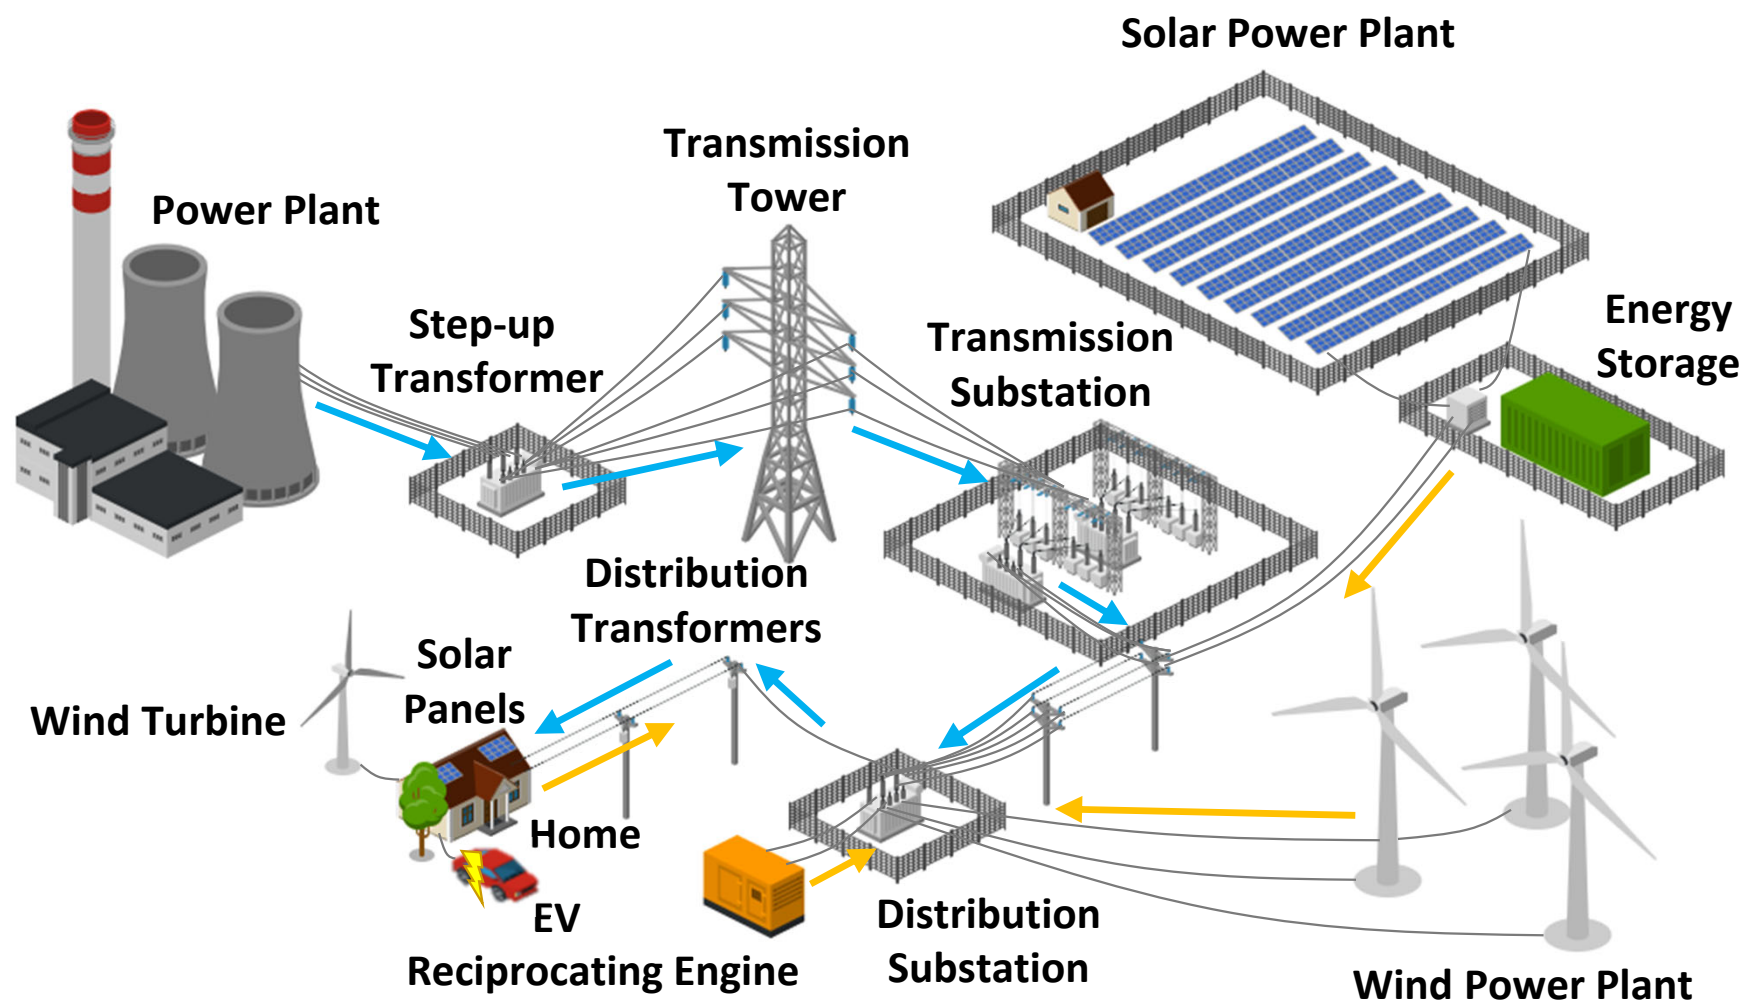 Solar Power Plant
Transmission
Tower
Power Plant
Step-up
Transformer
Transmission
Substation
Energy
Storage
Distribution
Transformers
Solar
Panels
Wind Turbine
Home
EV
Reciprocating Engine
Distribution
Substation
Wind Power Plant